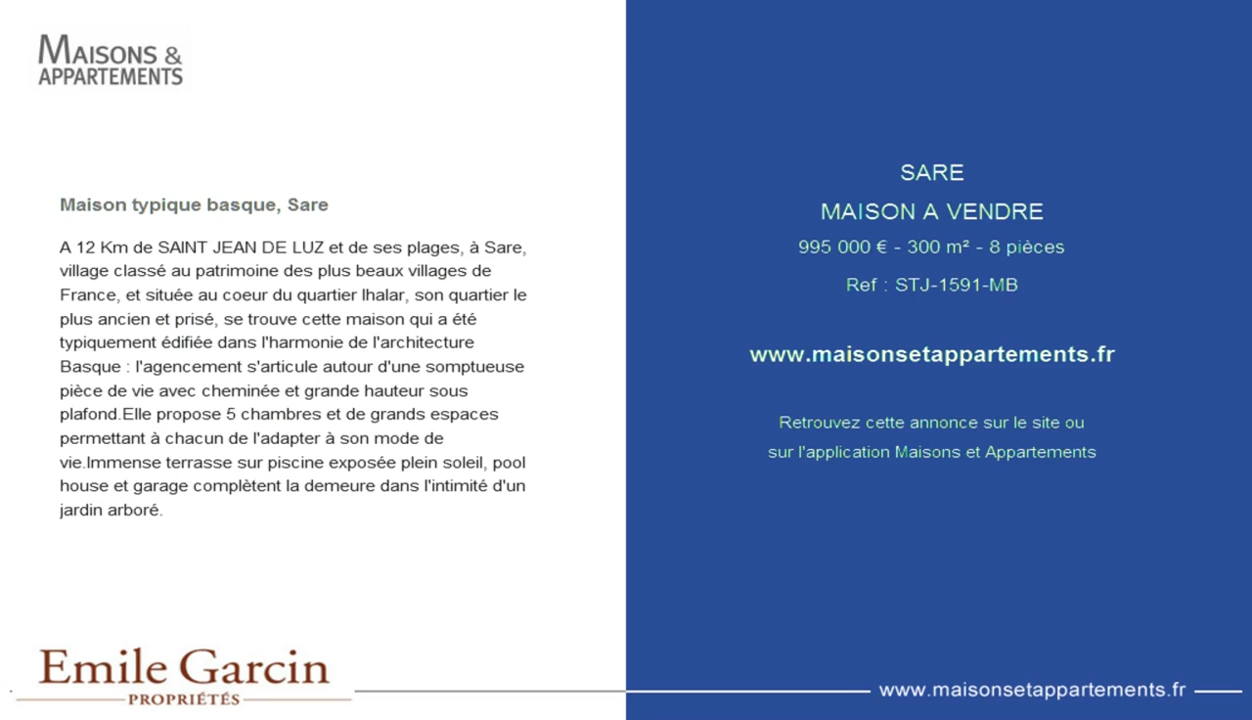 MAISONS &
APPARTEMENTS
Maison typique basque, Sare
A 12 Km de SAINT JEAN DE LUZ et de ses plages, à Sare,
village classé au patrimoine des plus beaux villages de
France, et située au coeur du quartier Ihalar, son quartier le
plus ancien et prisé, se trouve cette maison qui a été
typiquement édifiée dans l'harmonie de l'architecture
Basque : l'agencement s'articule autour d'une somptueuse
pièce de vie avec cheminée et grande hauteur sous
plafond.Elle propose 5 chambres et de grands espaces
permettant à chacun de l'adapter à son mode de
vie.Immense terrasse sur piscine exposée plein soleil, pool
house et garage complètent la demeure dans l'intimité d'un
jardin arboré.
Emile Garcin
PROPRIÉTÉS
SARE
MAISON A VENDRE
995 000 € - 300 m² - 8 pièces
Ref : STJ-1591-MB
www.maisonsetappartements.fr
Retrouvez cette annonce sur le site ou
sur l'application Maisons et Appartements
www.maisonsetappartements.fr